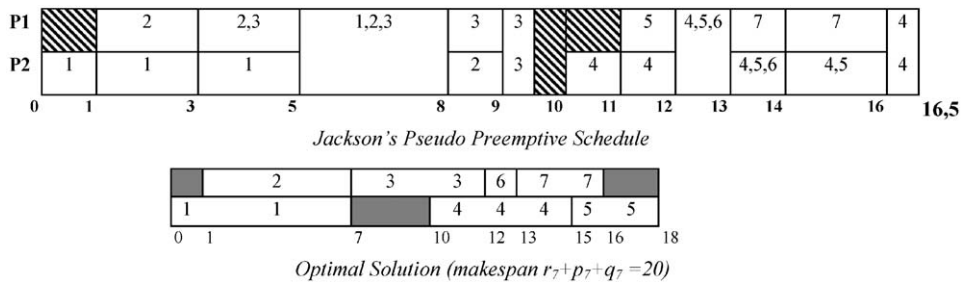 P1 2 2,3 1,2,3 3 3 5 4,5,6 7 7 4
P2 1 1 1 2 3 4 4 4,5,6 4,5 4
0 1 3 5 8 9 10 11 12 13 14 16 16,5
Jackson's Pseudo Preemptive Schedule
2 3 3 6 7 7
1 1 4 4 4 5 5
0 1 7 10 12 13 15 16 18
Optimal Solution (makespan r7+p7+q7 =20)